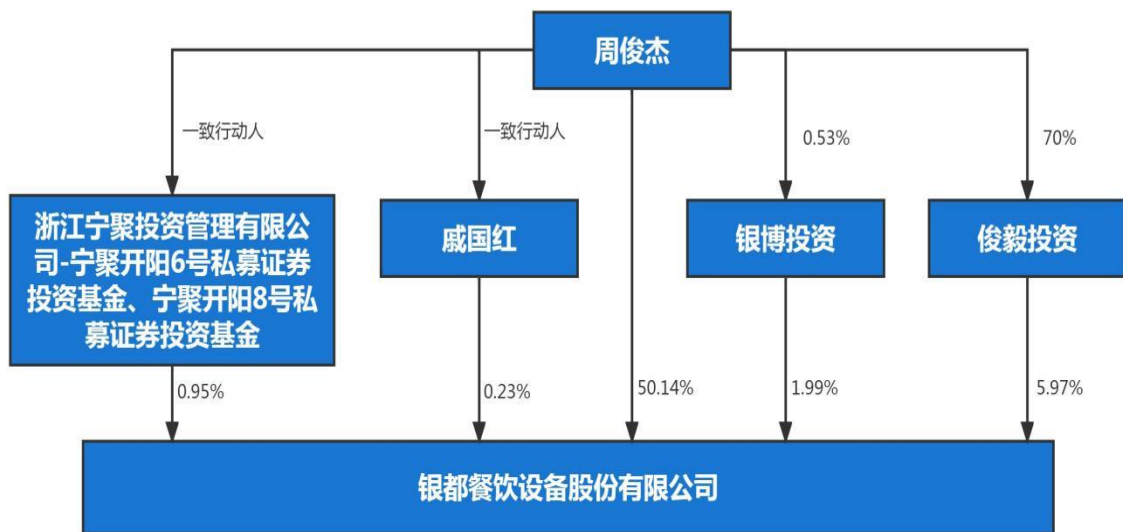 周俊杰
一致行动人
一致行动人
0.53%
70%
浙江宁聚投资管理有限公
司-宁聚开阳6号私募证券
投资基金、宁聚开阳8号私
募证券投资基金
戚国红
银博投资
俊毅投资
0.95%
0.23%
50.14%
1.99%
5.97%
银都餐饮设备股份有限公司